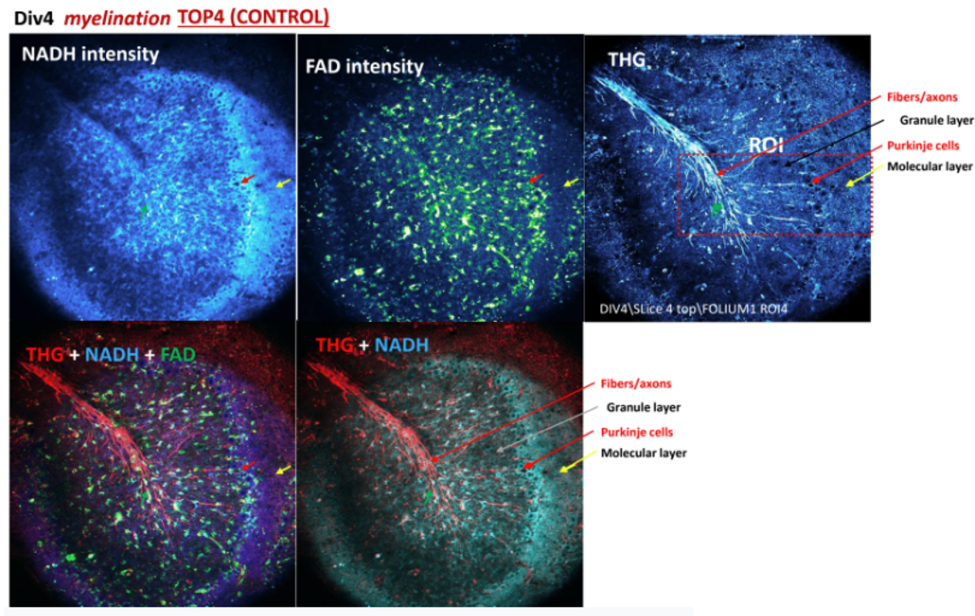 Div4 myelination TOP4 (CONTROL)
NADH intensity
FAD intensity
THG
ROI
Fibers/axons
Granule layer
Purkinje cells
Molecular layer
DIV4\SLice 4 top\FOLIUM1 ROI4
THG + NADH + FAD
THG + NADH
Fibers/axons
Granule layer
Purkinje cells
Molecular layer